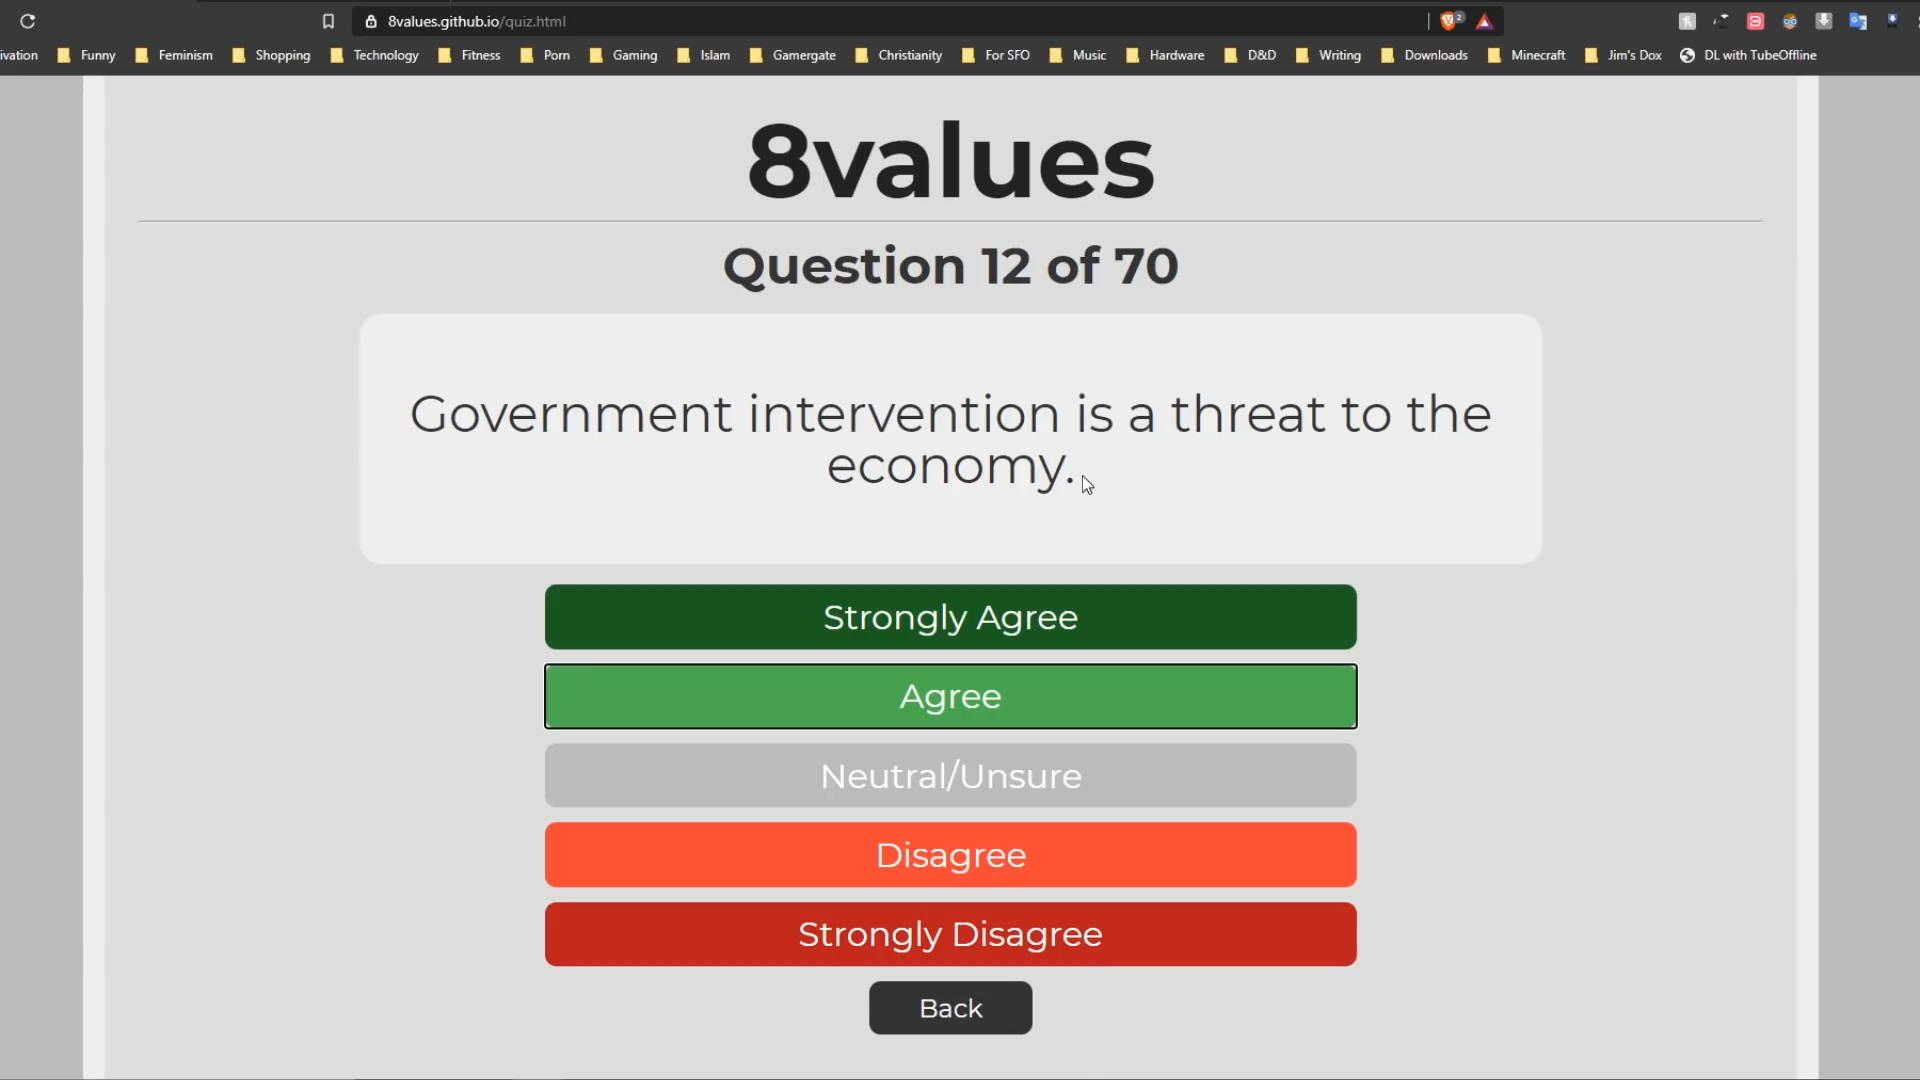 8values.github.io/quiz.html
2
ivation Funny Feminism Shopping Technology Fitness Porn Gaming Islam Gamergate Christianity For SFO Music Hardware D&D Writing Downloads Minecraft Jim's Dox DL with TubeOffline
8values
Question 12 of 70
Government intervention is a threat to the
economy.
Strongly Agree
Agree
Neutral/Unsure
Disagree
Strongly Disagree
Back